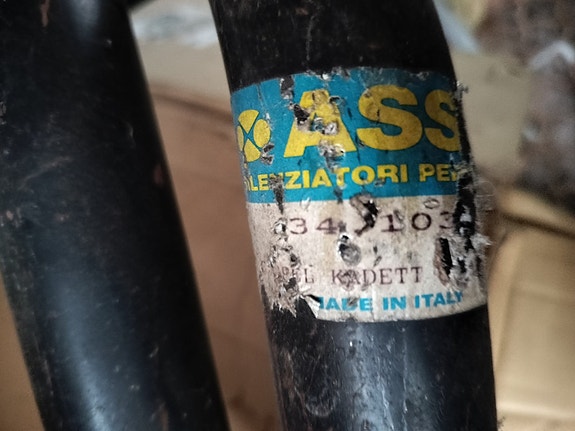 ASS
LENZIATORI PE
34.103
EL KADETT
MADE IN ITALY